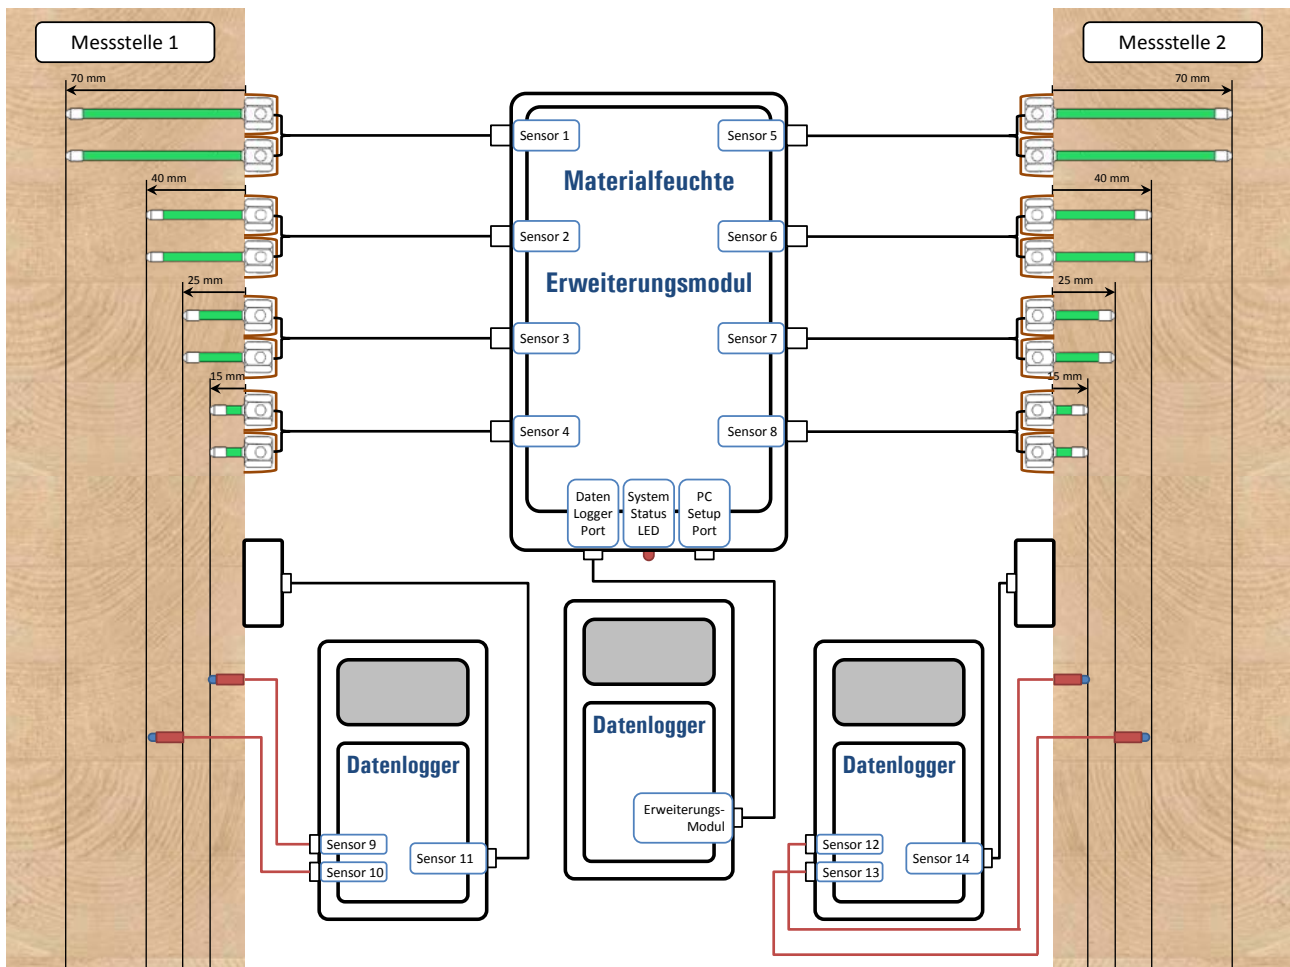 Messstelle 1
Messstelle 2
70 mm
70 mm
Sensor 1
Sensor 5
Materialfeuchte
40 mm
40 mm
Sensor 2
Sensor 6
Erweiterungsmodul
25 mm
25 mm
Sensor 3
Sensor 7
15 mm
15 mm
Sensor 4
Sensor 8
Daten
Logger
Port
System
Status
LED
PC
Setup
Port
Datenlogger
Datenlogger
Datenlogger
Erweiterungs-
Modul
Sensor 9
Sensor 10
Sensor 11
Sensor 12
Sensor 13
Sensor 14